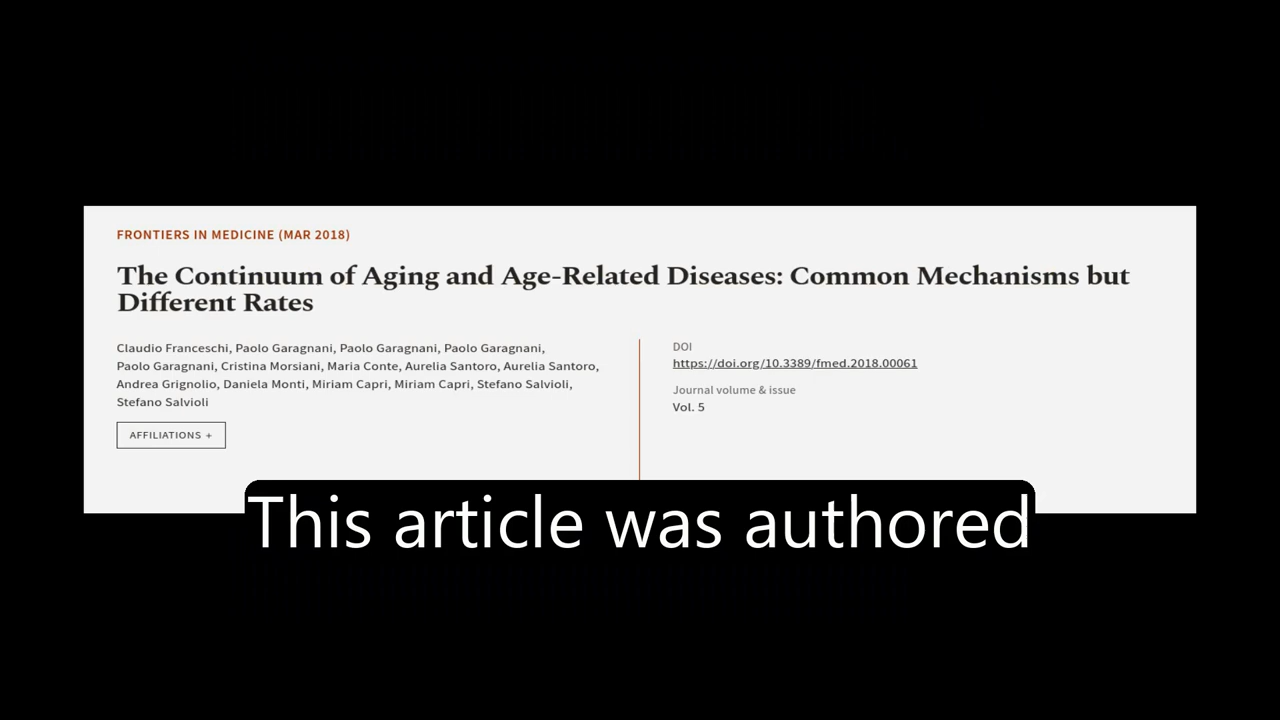 FRONTIERS IN MEDICINE (MAR 2018)
The Continuum of Aging and Age-Related Diseases: Common Mechanisms but
Different Rates
Claudio Franceschi, Paolo Garagnani, Paolo Garagnani, Paolo Garagnani,
Paolo Garagnani, Cristina Morsiani, Maria Conte, Aurelia Santoro, Aurelia Santoro,
Andrea Grignolio, Daniela Monti, Miriam Capri, Miriam Capri, Stefano Salvioli,
Stefano Salvioli
AFFILIATIONS +
DOI
https://doi.org/10.3389/fmed.2018.00061
Journal volume & issue
Vol. 5
This article was authored